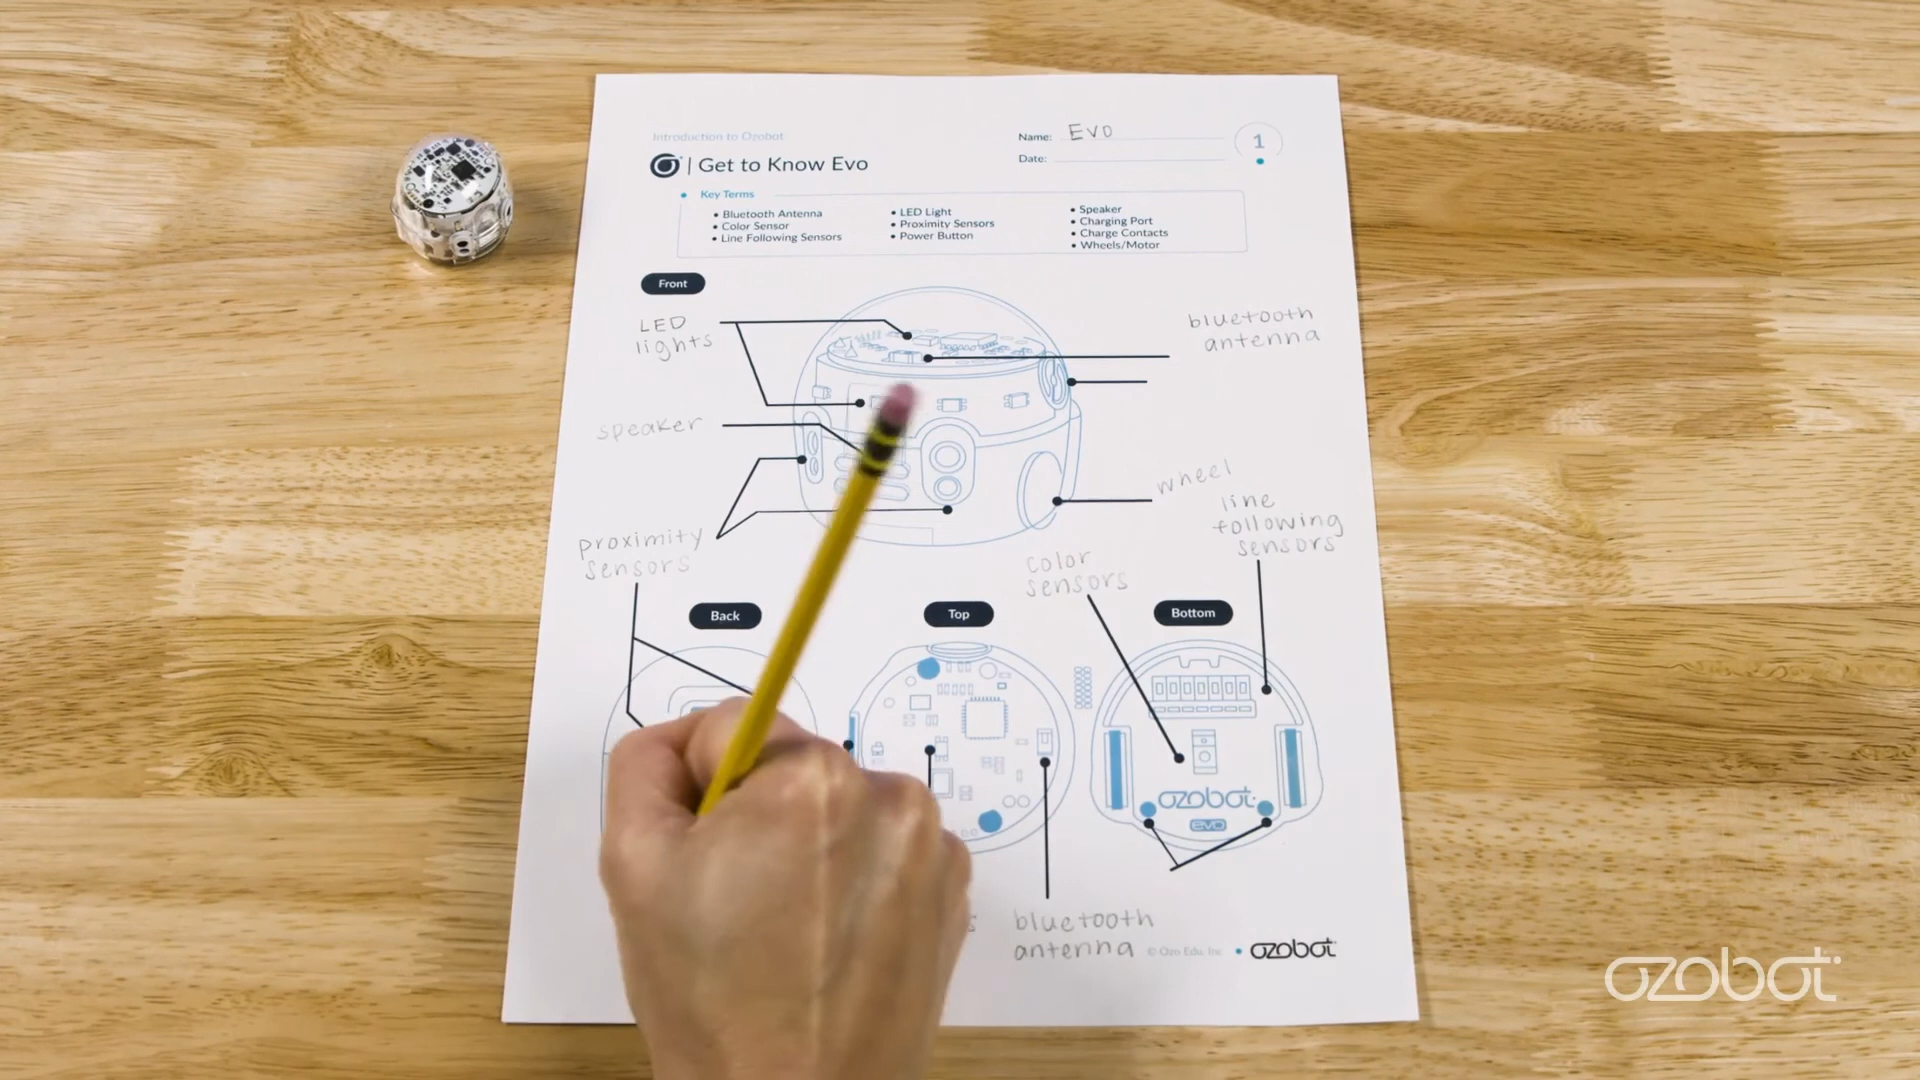 Introduction to Ozobot
Get to Know Evo
Name: Evo
Date:
1
Key Terms
• Bluetooth Antenna
• Color Sensor
• Line Following Sensors
• LED Light
• Proximity Sensors
• Power Button
• Speaker
• Charging Port
• Charge Contacts
• Wheels/Motor
Front
LED
lights
bluetooth
antenna
speaker
wheel
line
following
sensors
proximity
sensors
color
sensors
Back
Top
Bottom
ozobot
evo
bluetooth
antenna
© Ozo Edu, Inc
ozobot
ozobot